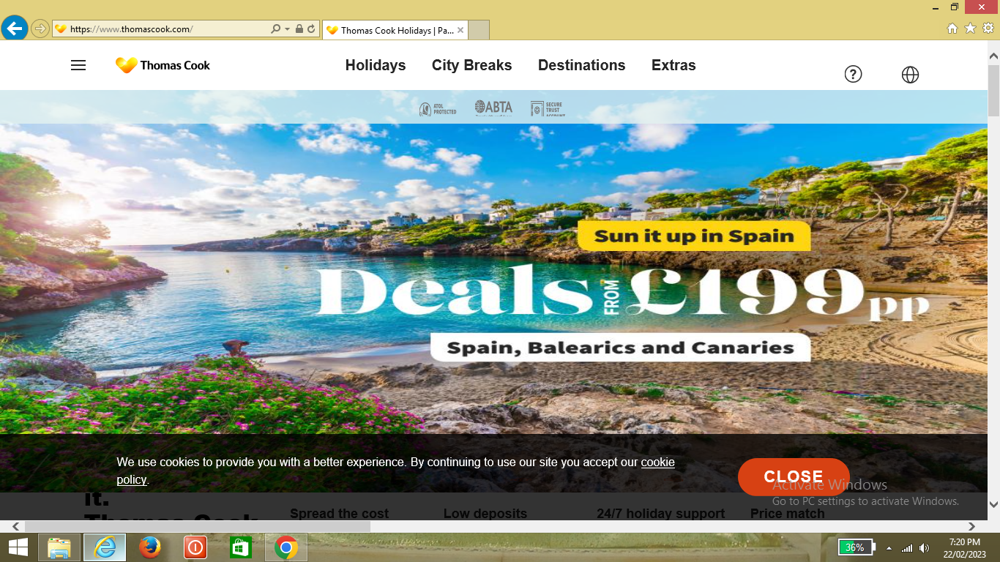 https://www.thomascook.com/
Thomas Cook Holidays | Pa...
Thomas Cook
Holidays
City Breaks
Destinations
Extras
ATOL
PROTECTED
ABTA
SECURE
TRUST
ACCOUNT
Sun it up in Spain
Deals FROM £199pp
Spain, Balearics and Canaries
We use cookies to provide you with a better experience. By continuing to use our site you accept our cookie
policy.
CLOSE
Activate Windows
Go to PC settings to activate Windows.
it.
Thomas Cook
Spread the cost
Low deposits
24/7 holiday support
Price match
36%
7:20 PM
22/02/2023